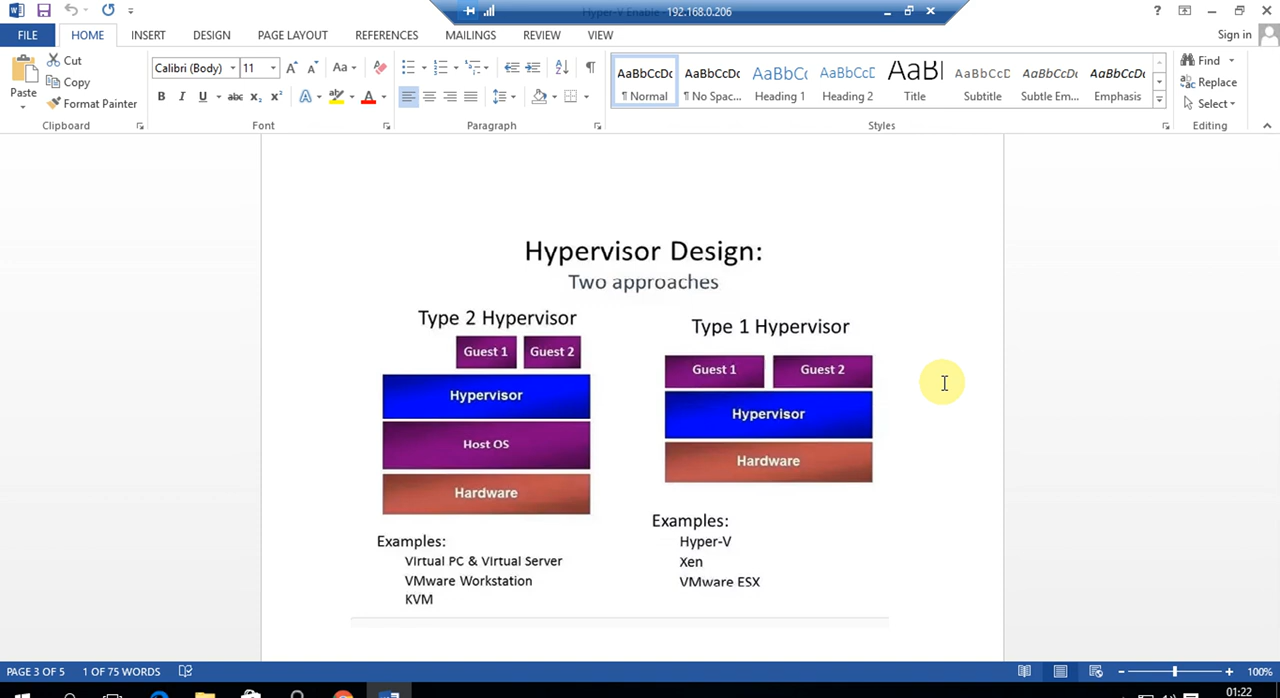 Hyper-V Enable
192.168.0.206
Sign in
FILE
HOME
INSERT
DESIGN
PAGE LAYOUT
REFERENCES
MAILINGS
REVIEW
VIEW
Paste
Cut
Copy
Format Painter
Clipboard
Calibri (Body)
11
Font
Paragraph
AaBbCcDc
¶ Normal
AaBbCcDc
¶ No Spac...
AaBbCc
Heading 1
AaBbCcD
Heading 2
AaBl
Title
AaBbCcD
Subtitle
AaBbCcDc
Subtle Em...
AaBbCcDc
Emphasis
Styles
Find
Replace
Select
Editing
Hypervisor Design:
Two approaches
Type 2 Hypervisor
Guest 1
Guest 2
Hypervisor
Host OS
Hardware
Examples:
Virtual PC & Virtual Server
VMware Workstation
KVM
Type 1 Hypervisor
Guest 1
Guest 2
Hypervisor
Hardware
Examples:
Hyper-V
Xen
VMware ESX
PAGE 3 OF 5
1 OF 75 WORDS
100%
01:22